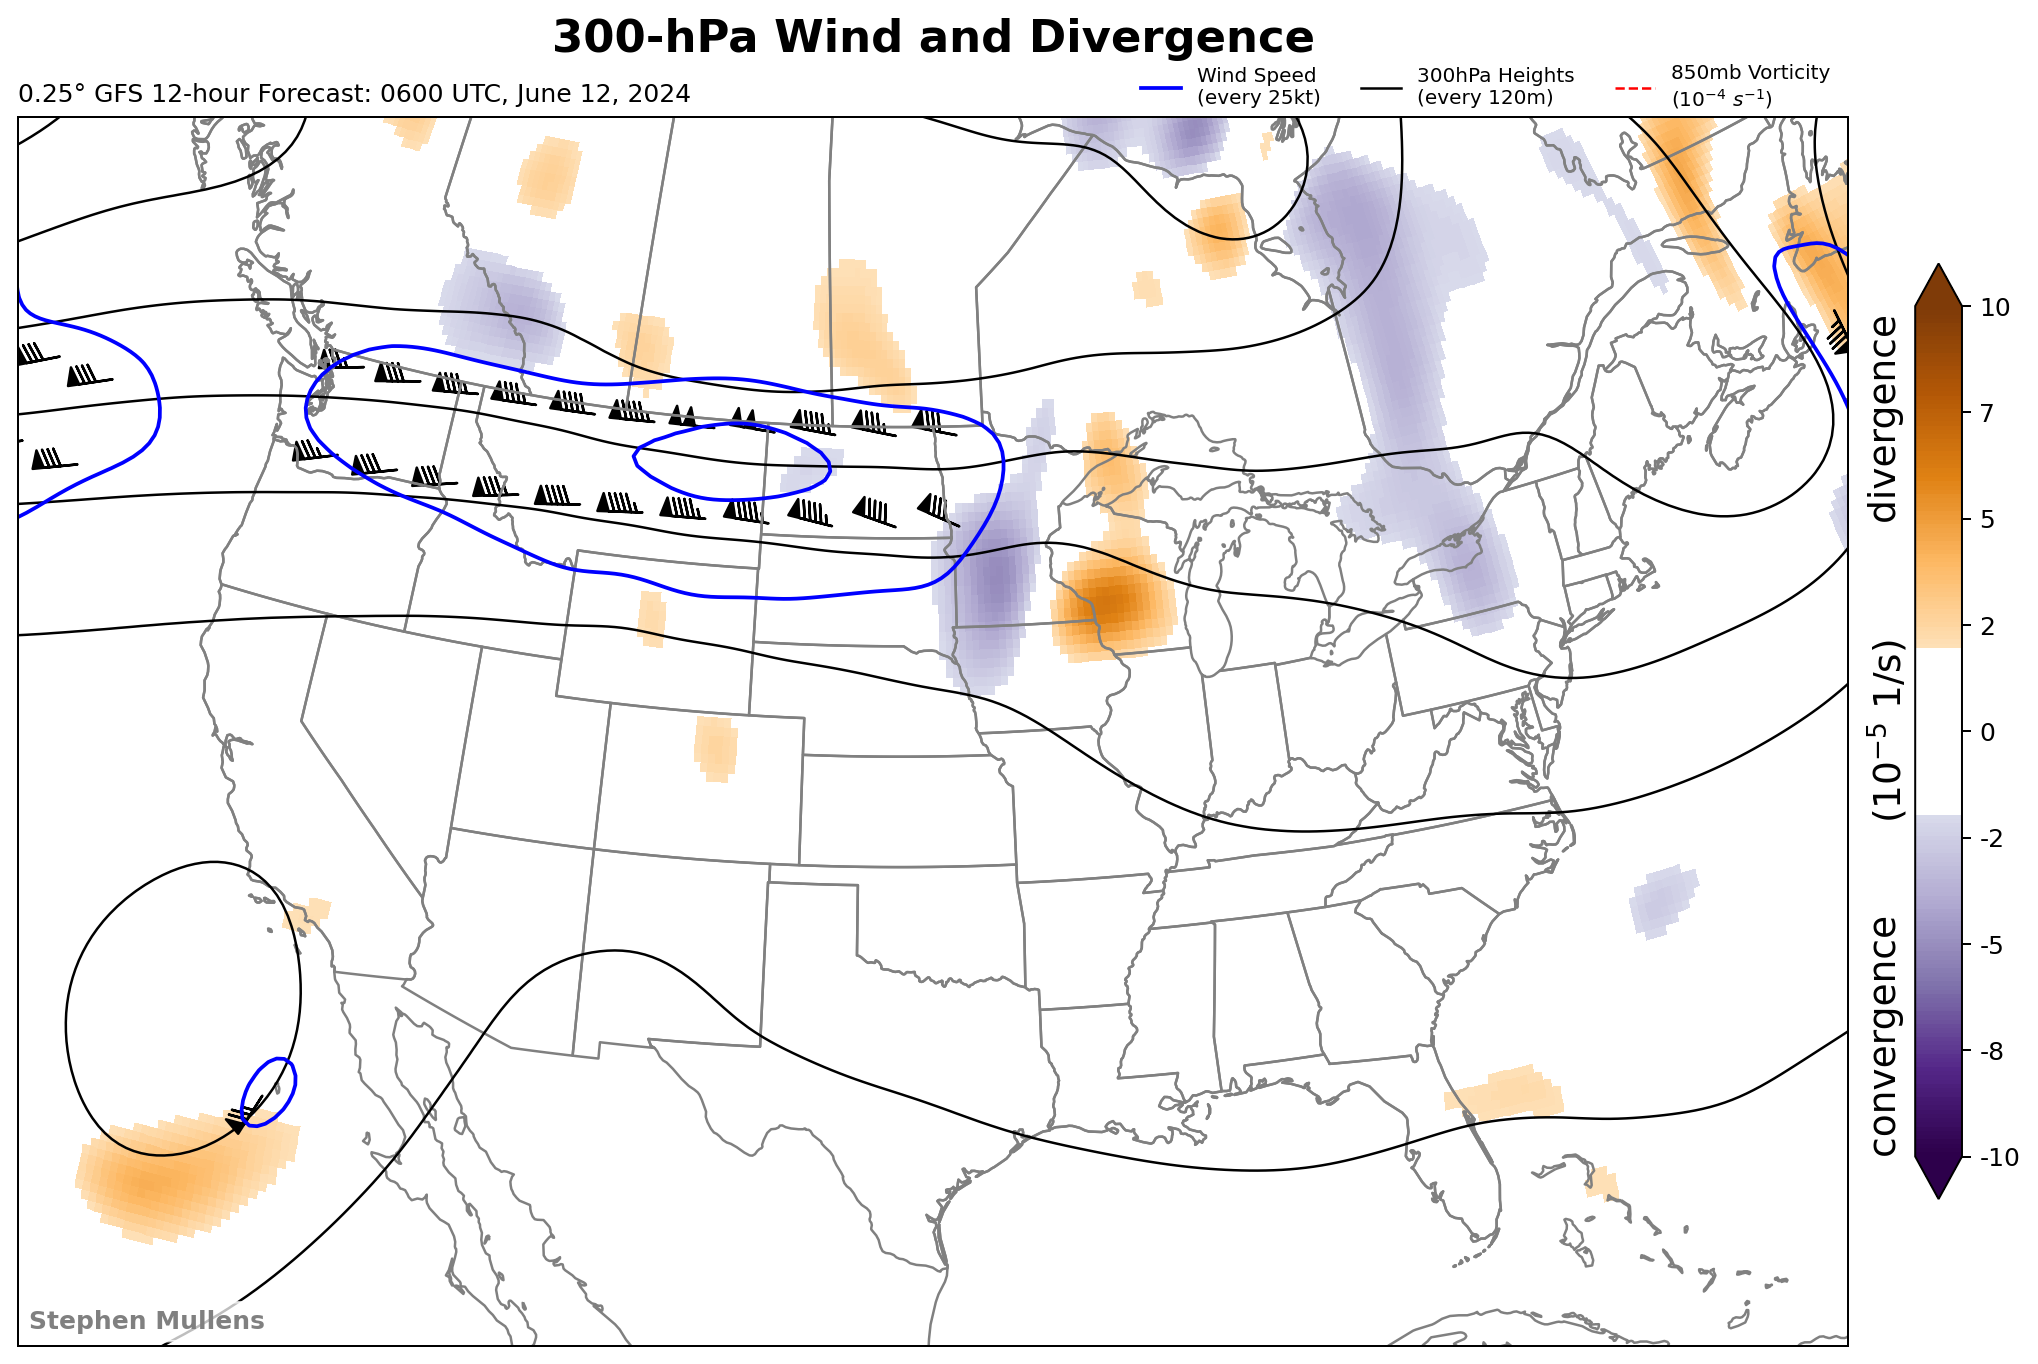 300-hPa Wind and Divergence
0.25° GFS 12-hour Forecast: 0600 UTC, June 12, 2024
Wind Speed
(every 25kt)
300hPa Heights
(every 120m)
850mb Vorticity
(10⁻⁴ s⁻¹)
10
7
5
2
0
-2
-5
-8
-10
convergence (10⁻⁵ 1/s) divergence
Stephen Mullens